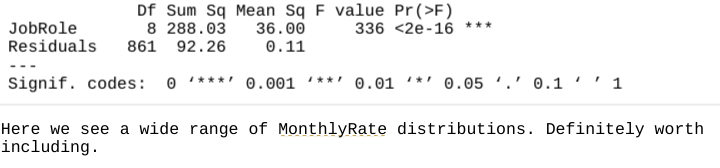 Df Sum Sq Mean Sq F value Pr(>F)
JobRole 8 288.03 36.00 336 <2e-16 ***
Residuals 861 92.26 0.11
---
Signif. codes: 0 ‘***’ 0.001 ‘**’ 0.01 ‘*’ 0.05 ‘.’ 0.1 ‘ ’ 1
Here we see a wide range of MonthlyRate distributions. Definitely worth
including.